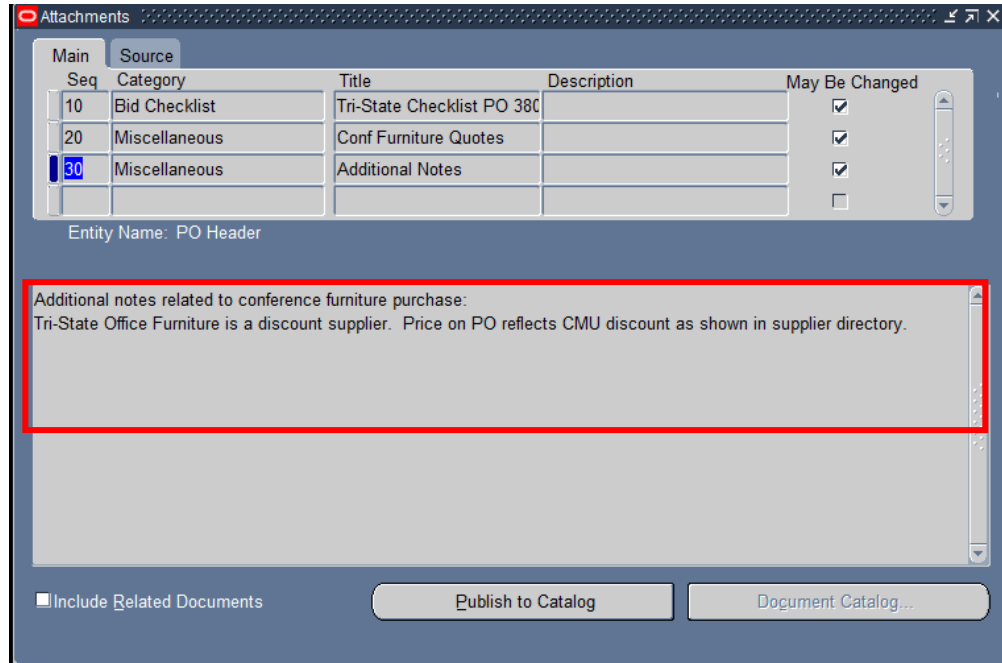 Attachments
Main Source
Seq Category Title Description May Be Changed
10 Bid Checklist Tri-State Checklist PO 380
20 Miscellaneous Conf Furniture Quotes
30 Miscellaneous Additional Notes
Entity Name: PO Header
Additional notes related to conference furniture purchase:
Tri-State Office Furniture is a discount supplier. Price on PO reflects CMU discount as shown in supplier directory.
Include Related Documents Publish to Catalog Document Catalog...